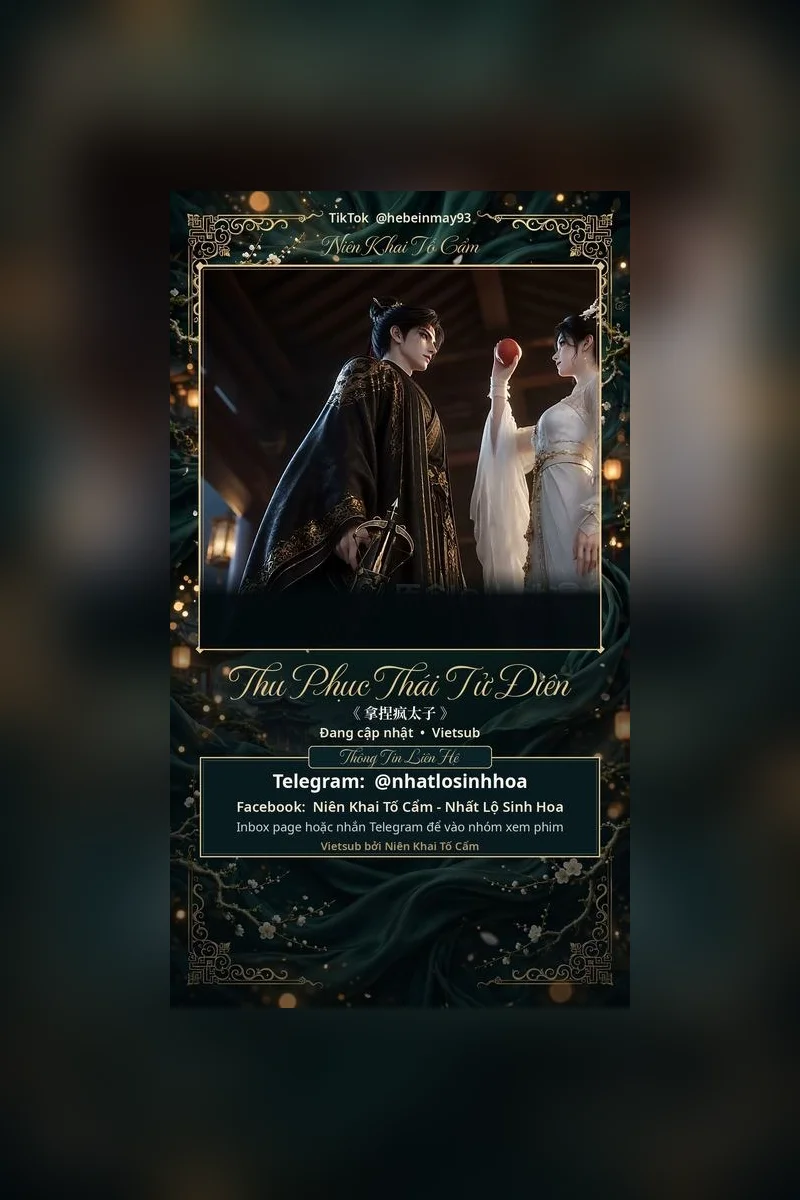 TikTok @hebeinmay93
Niên Khai Tố Cẩm
Thu Phục Thái Tử Điên
《拿捏疯太子》
Đang cập nhật • Vietsub
Thông Tin Liên Hệ
Telegram: @nhatlosinhhoa
Facebook: Niên Khai Tố Cẩm - Nhất Lộ Sinh Hoa
Inbox page hoặc nhắn Telegram để vào nhóm xem phim
Vietsub bởi Niên Khai Tố Cẩm